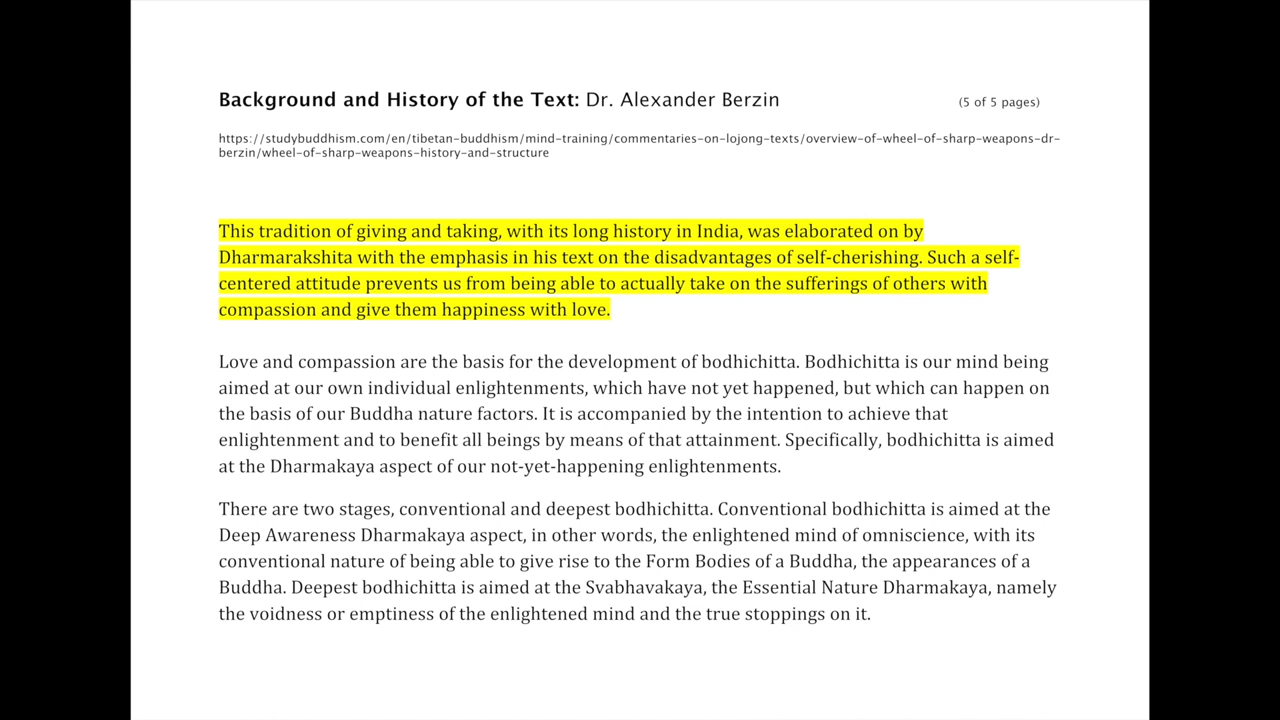 Background and History of the Text: Dr. Alexander Berzin (5 of 5 pages)
https://studybuddhism.com/en/tibetan-buddhism/mind-training/commentaries-on-lojong-texts/overview-of-wheel-of-sharp-weapons-dr-
berzin/wheel-of-sharp-weapons-history-and-structure
This tradition of giving and taking, with its long history in India, was elaborated on by
Dharmarakshita with the emphasis in his text on the disadvantages of self-cherishing. Such a self-
centered attitude prevents us from being able to actually take on the sufferings of others with
compassion and give them happiness with love.
Love and compassion are the basis for the development of bodhichitta. Bodhichitta is our mind being
aimed at our own individual enlightenments, which have not yet happened, but which can happen on
the basis of our Buddha nature factors. It is accompanied by the intention to achieve that
enlightenment and to benefit all beings by means of that attainment. Specifically, bodhichitta is aimed
at the Dharmakaya aspect of our not-yet-happening enlightenments.
There are two stages, conventional and deepest bodhichitta. Conventional bodhichitta is aimed at the
Deep Awareness Dharmakaya aspect, in other words, the enlightened mind of omniscience, with its
conventional nature of being able to give rise to the Form Bodies of a Buddha, the appearances of a
Buddha. Deepest bodhichitta is aimed at the Svabhavakaya, the Essential Nature Dharmakaya, namely
the voidness or emptiness of the enlightened mind and the true stoppings on it.